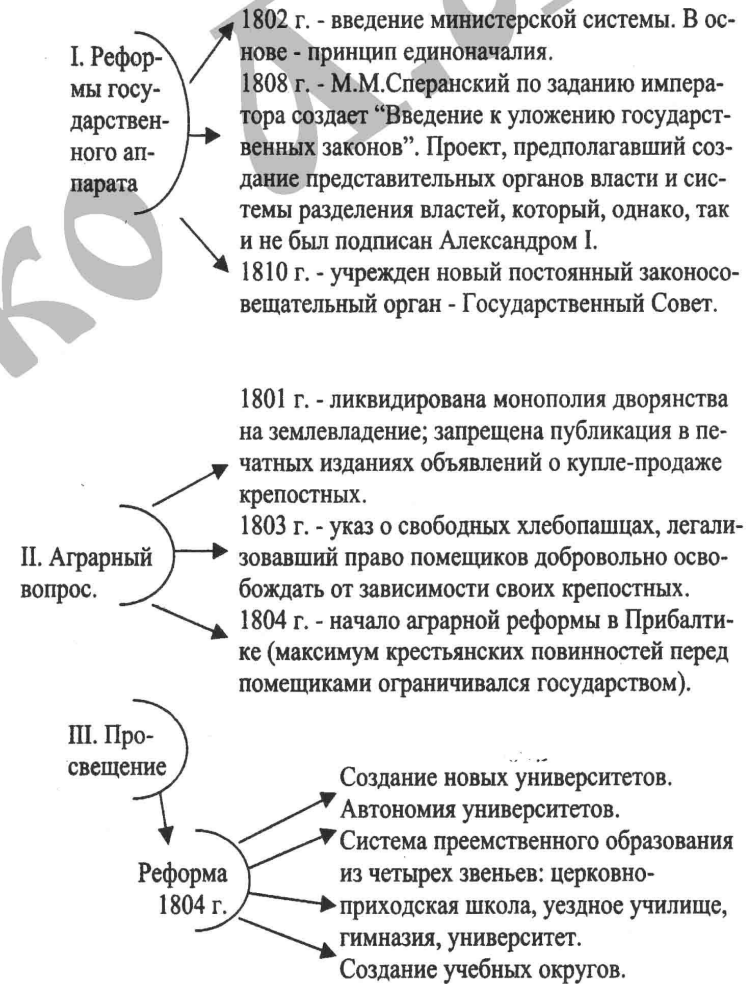 1802 г. - введение министерской системы. В ос-
нове - принцип единоначалия.
I. Рефор-
мы госу-
дарствен-
ного ап-
парата
1808 г. - М.М.Сперанский по заданию импера-
тора создает “Введение к уложению государст-
венных законов”. Проект, предполагавший соз-
дание представительных органов власти и сис-
темы разделения властей, который, однако, так
и не был подписан Александром I.
1810 г. - учрежден новый постоянный законосо-
вещательный орган - Государственный Совет.
II. Аграрный
вопрос.
1801 г. - ликвидирована монополия дворянства
на землевладение; запрещена публикация в пе-
чатных изданиях объявлений о купле-продаже
крепостных.
1803 г. - указ о свободных хлебопашцах, легали-
зовавший право помещиков добровольно осво-
бождать от зависимости своих крепостных.
1804 г. - начало аграрной реформы в Прибалти-
ке (максимум крестьянских повинностей перед
помещиками ограничивался государством).
III. Про-
свещение
Реформа
1804 г.
Создание новых университетов.
Автономия университетов.
Система преемственного образования
из четырех звеньев: церковно-
приходская школа, уездное училище,
гимназия, университет.
Создание учебных округов.